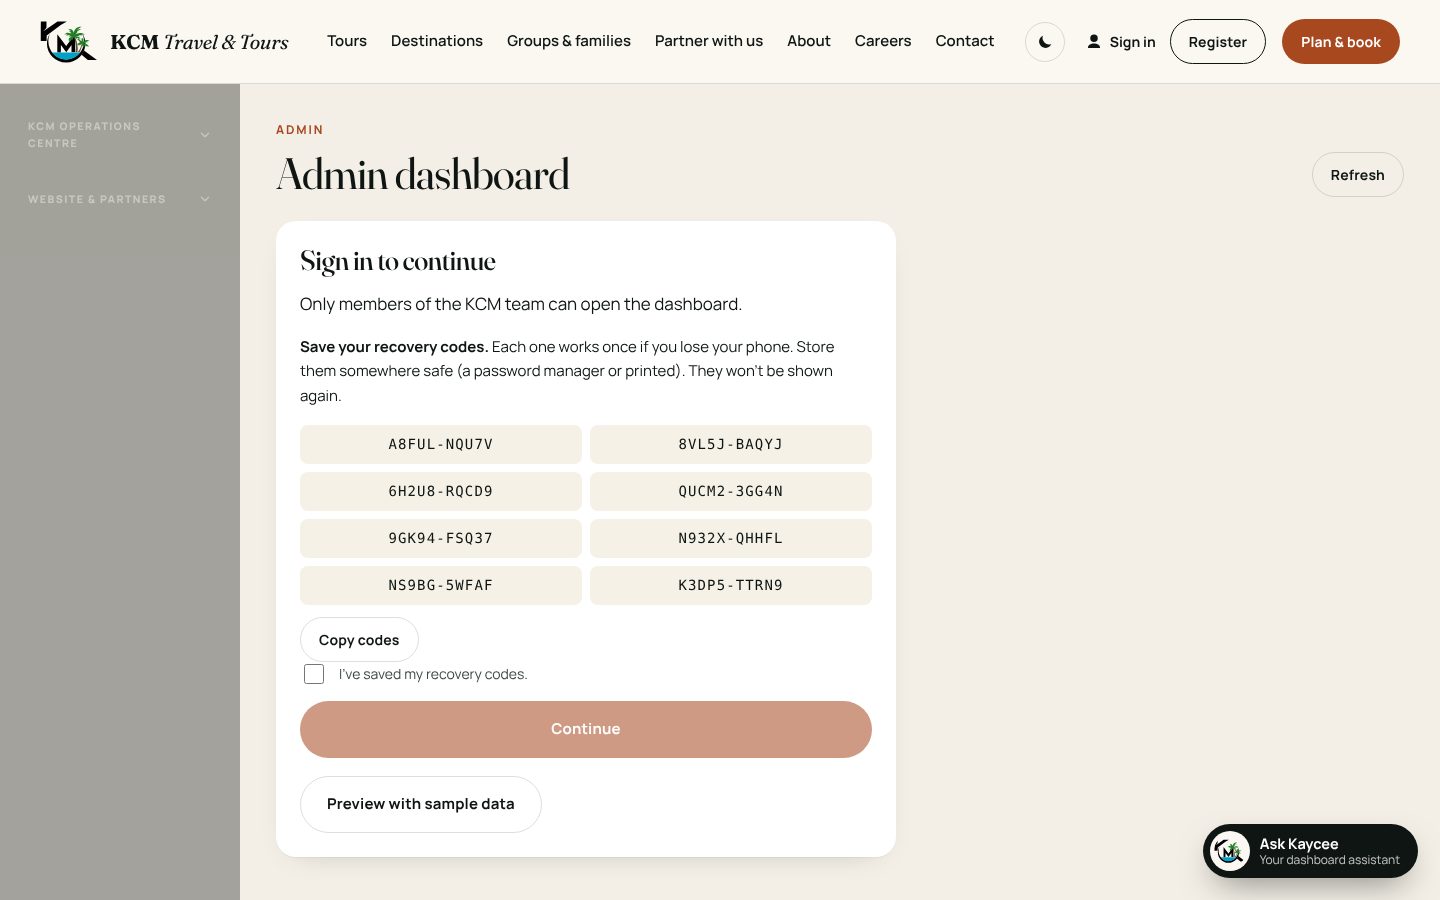 KCM Travel & Tours
Tours
Destinations
Groups & families
Partner with us
About
Careers
Contact
Sign in
Register
Plan & book
KCM OPERATIONS
CENTRE
WEBSITE & PARTNERS
ADMIN
Admin dashboard
Refresh
Sign in to continue
Only members of the KCM team can open the dashboard.
Save your recovery codes. Each one works once if you lose your phone. Store
them somewhere safe (a password manager or printed). They won't be shown
again.
A8FUL-NQU7V
8VL5J-BAQYJ
6H2U8-RQCD9
QUCM2-3GG4N
9GK94-FSQ37
N932X-QHHFL
NS9BG-5WFAF
K3DP5-TTRN9
Copy codes
I've saved my recovery codes.
Continue
Preview with sample data
Ask Kaycee
Your dashboard assistant